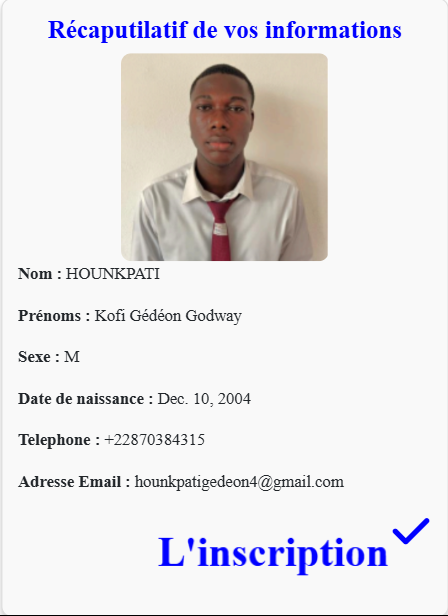 Récaputilatif de vos informations
Nom : HOUNKPATI
Prénoms : Kofi Gédéon Godway
Sexe : M
Date de naissance : Dec. 10, 2004
Telephone : +22870384315
Adresse Email : hounkpatigedeon4@gmail.com
L'inscription